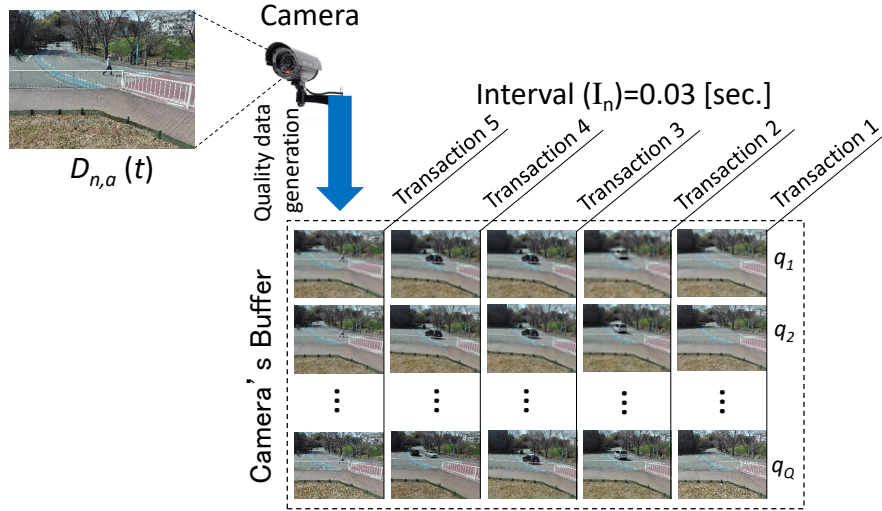 Camera
Interval (Iₙ)=0.03 [sec.]
Dₙ,ₐ (t)
Quality data
generation
Transaction 5
Transaction 4
Transaction 3
Transaction 2
Transaction 1
Camera's Buffer
q₁
q₂
⋮ ⋮ ⋮ ⋮ ⋮
q_Q